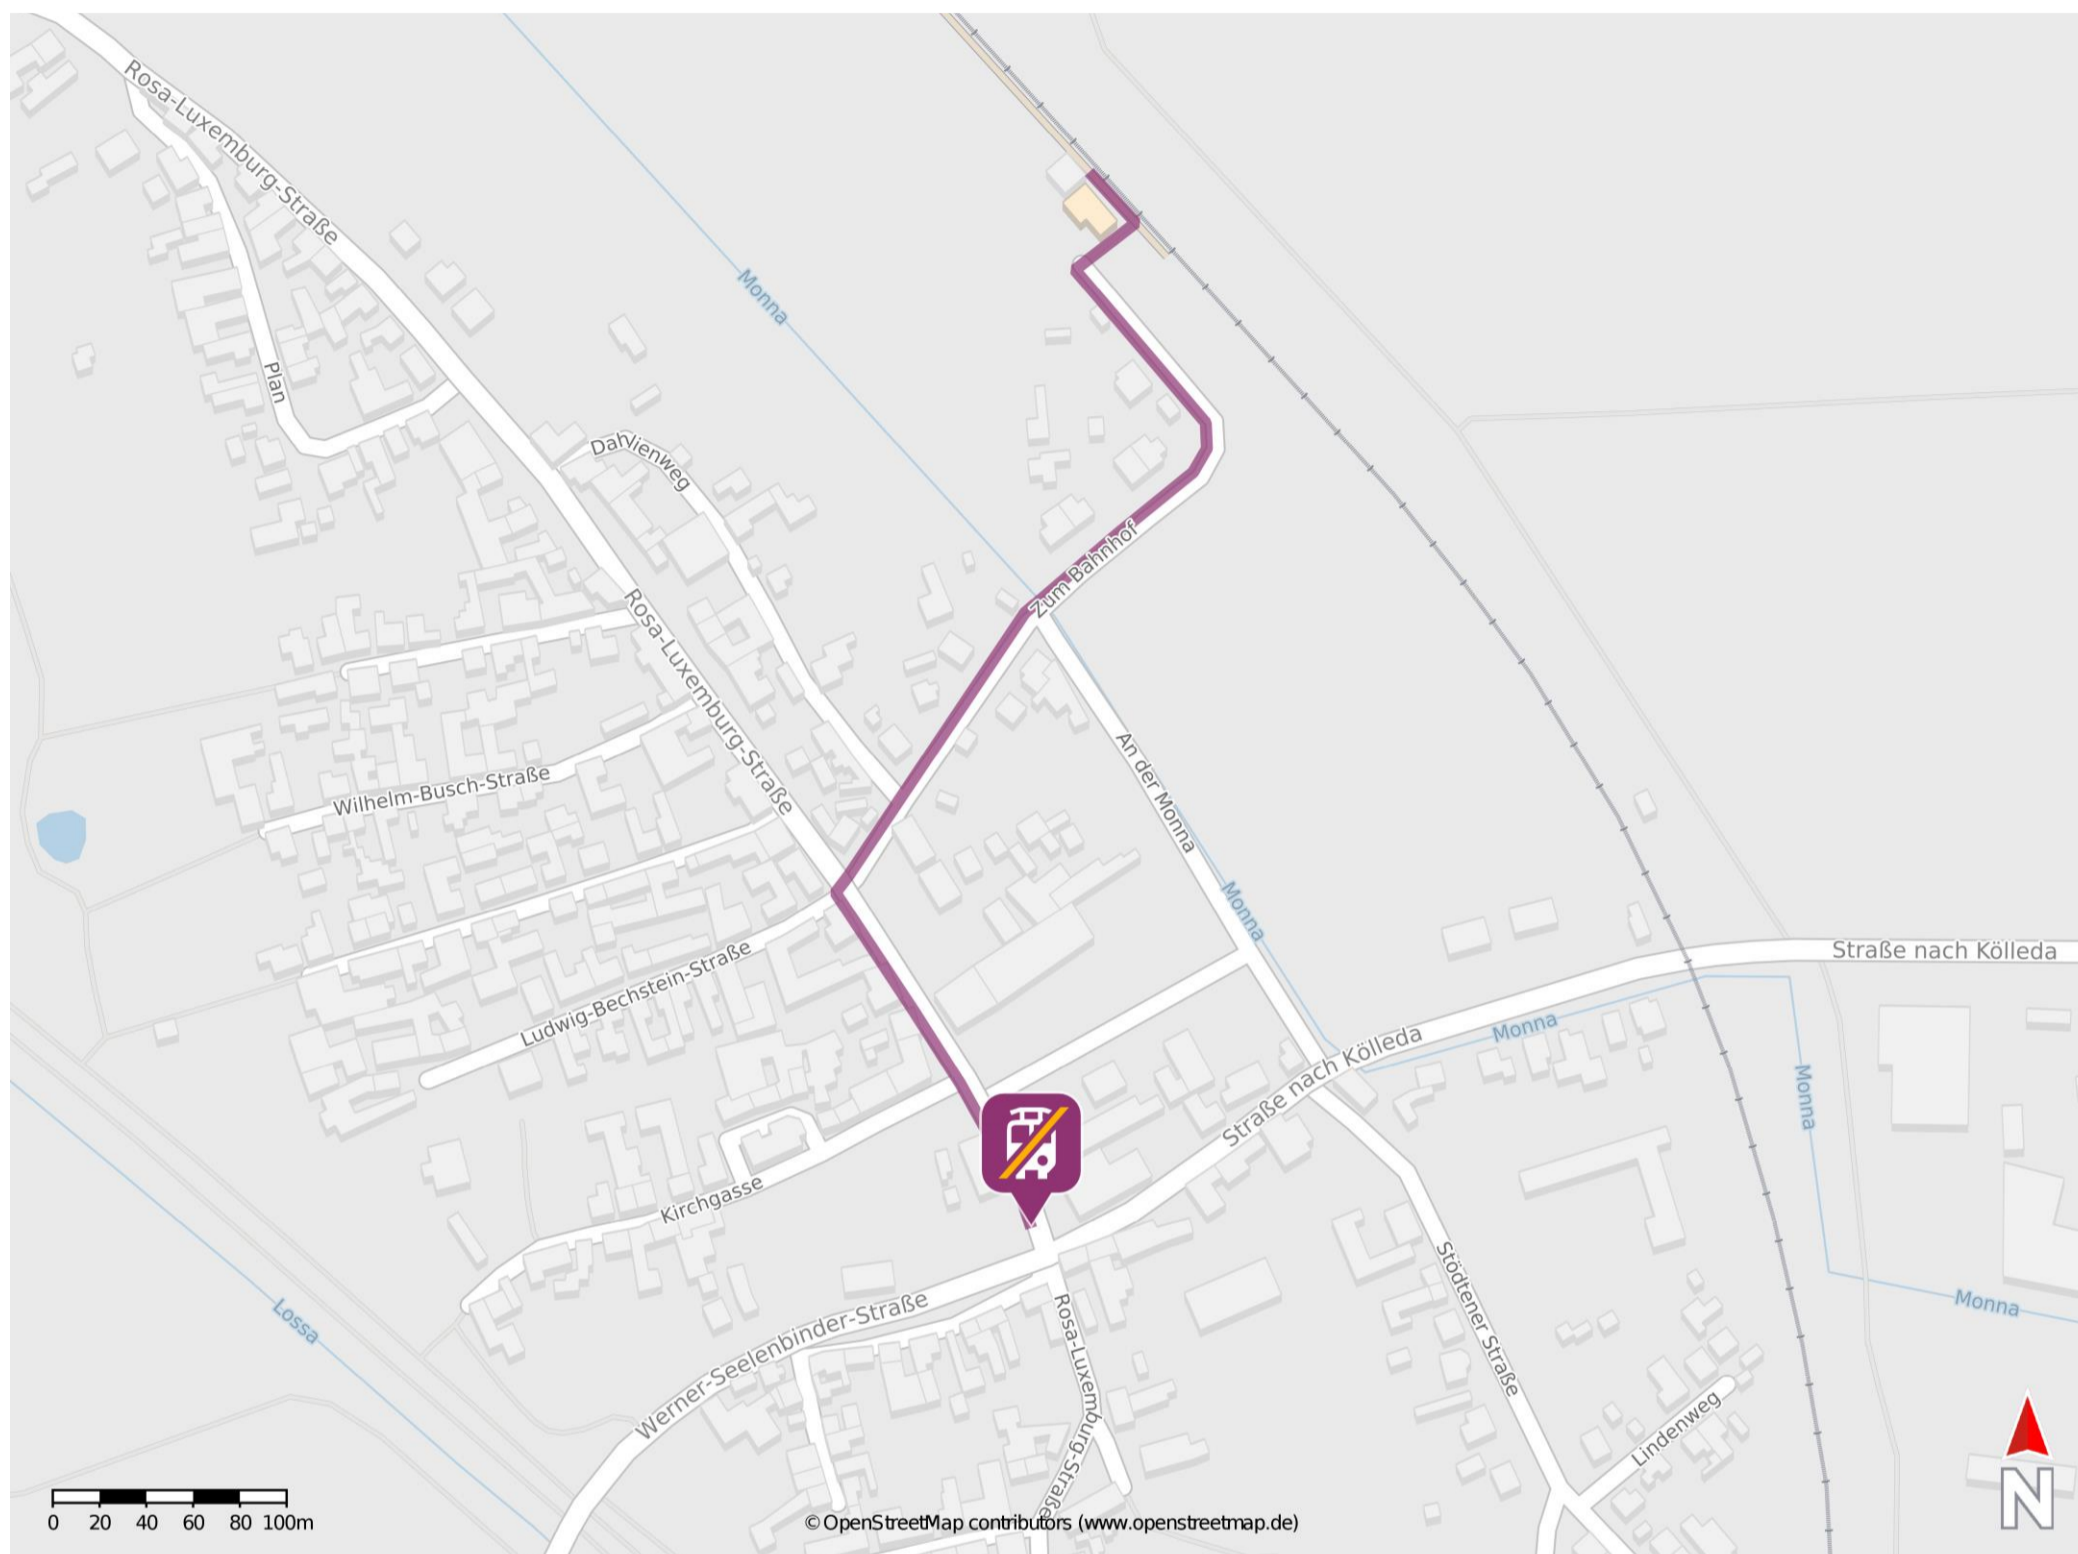 Rosa-Luxemburg-Straße
Monna
Plan
Dahlienweg
Zum Bahnhof
Rosa-Luxemburg-Straße
An der Monna
Wilhelm-Busch-Straße
Monna
Straße nach Kölleda
Ludwig-Bechstein-Straße
Monna
Straße nach Kölleda
Monna
Kirchgasse
Stödtener Straße
Monna
Lossa
Werner-Seelenbinder-Straße
Rosa-Luxemburg-Straße
Lindenweg
N
0 20 40 60 80 100m
© OpenStreetMap contributors (www.openstreetmap.de)